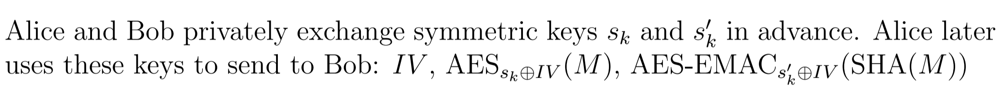 Alice and Bob privately exchange symmetric keys $s_k$ and $s'_k$ in advance. Alice later
uses these keys to send to Bob: $IV$, $\text{AES}_{s_k \oplus IV}(M)$, $\text{AES-EMAC}_{s'_k \oplus IV}(\text{SHA}(M))$